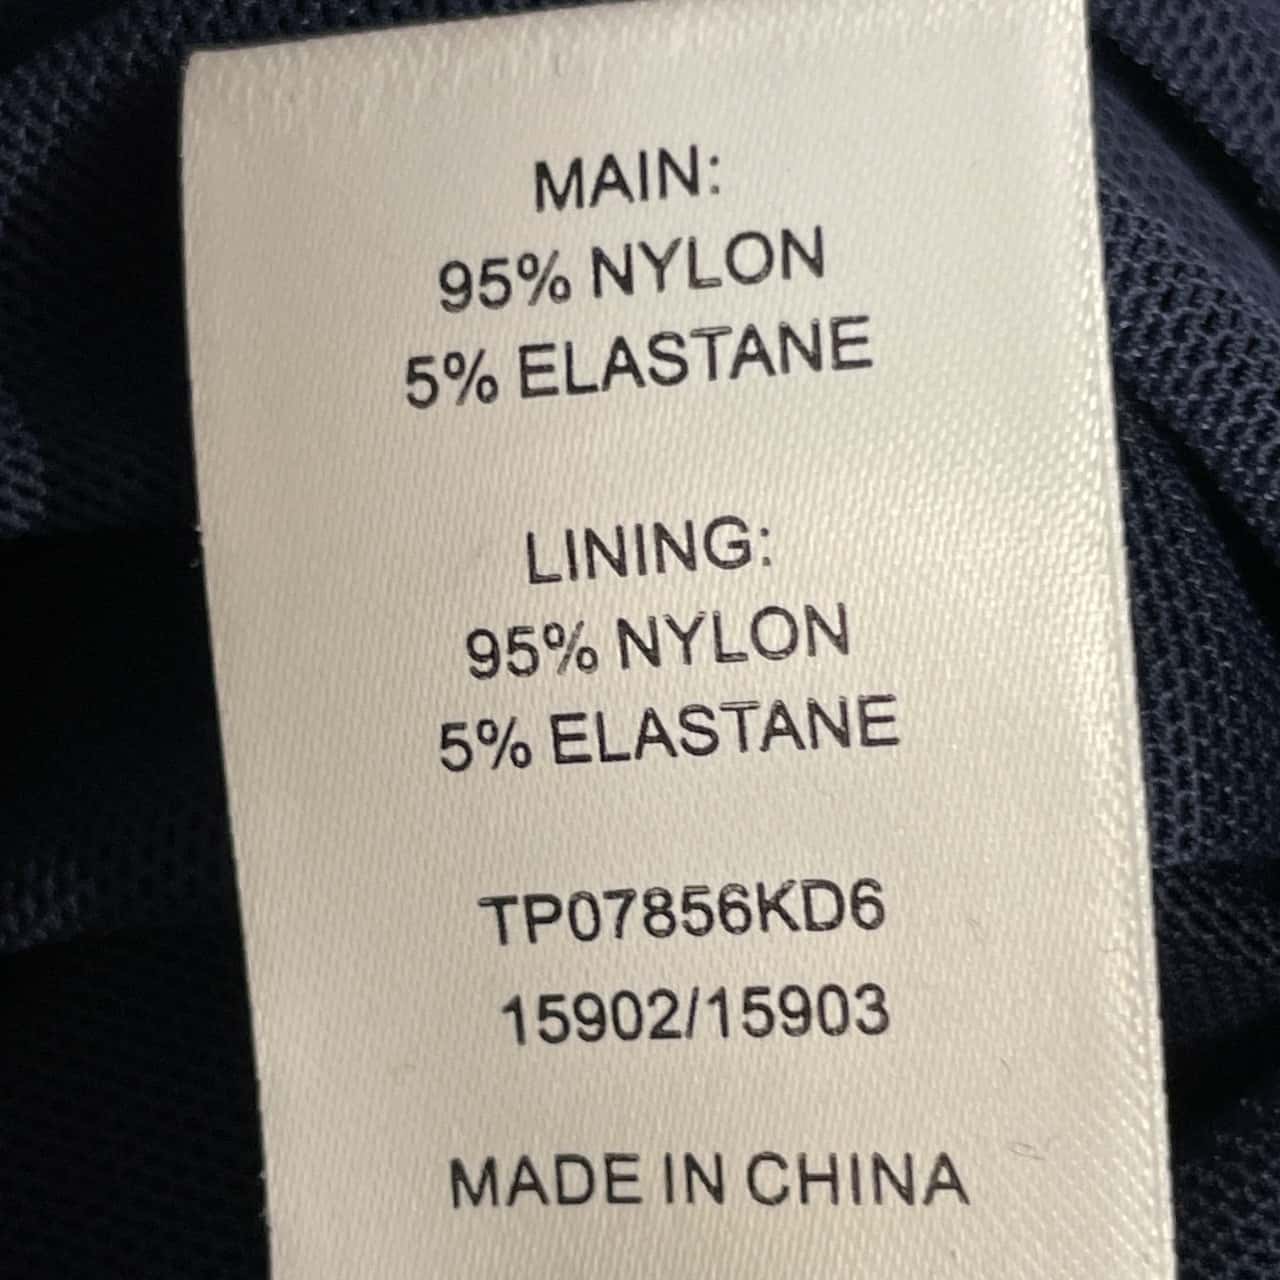 MAIN:
95% NYLON
5% ELASTANE
LINING:
95% NYLON
5% ELASTANE
TP07856KD6
15902/15903
MADE IN CHINA